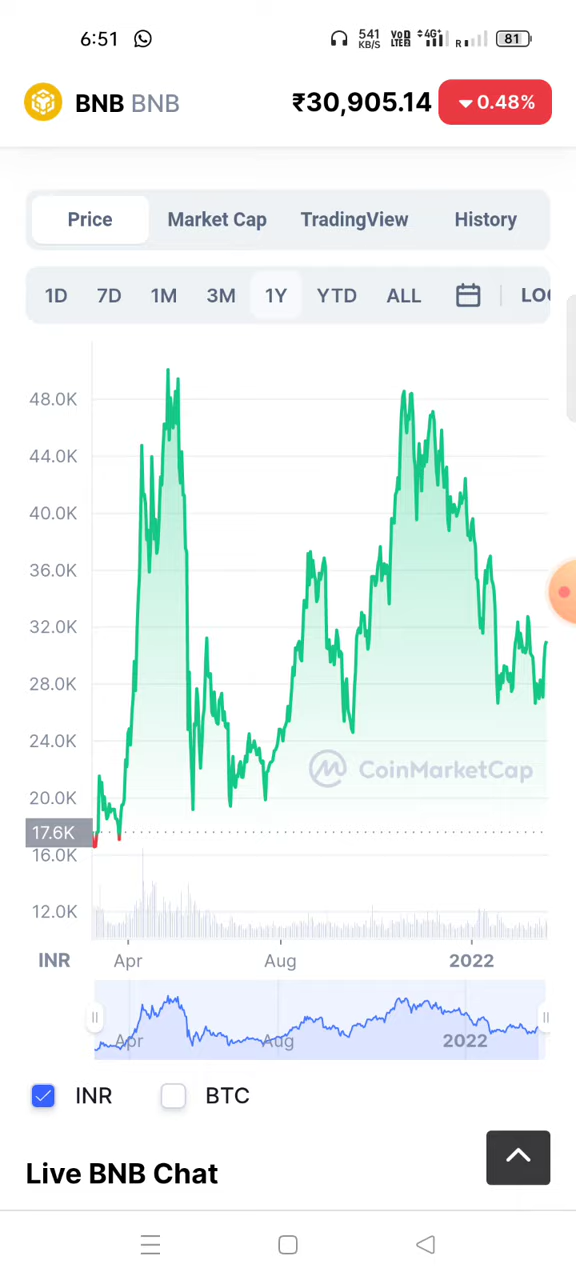 6:51 541 KB/S Vo LTE2 4G R 81
BNB BNB ₹30,905.14 0.48%
Price Market Cap TradingView History
1D 7D 1M 3M 1Y YTD ALL
48.0K
44.0K
40.0K
36.0K
32.0K
28.0K
24.0K
CoinMarketCap
20.0K
17.6K
16.0K
12.0K
INR Apr Aug 2022
Apr Aug 2022
INR BTC
Live BNB Chat